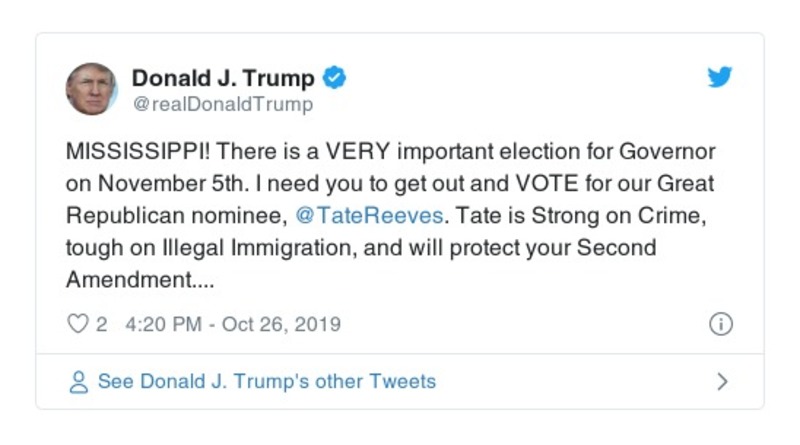 Donald J. Trump
@realDonaldTrump
MISSISSIPPI! There is a VERY important election for Governor
on November 5th. I need you to get out and VOTE for our Great
Republican nominee, @TateReeves. Tate is Strong on Crime,
tough on Illegal Immigration, and will protect your Second
Amendment....
2 4:20 PM - Oct 26, 2019
See Donald J. Trump's other Tweets